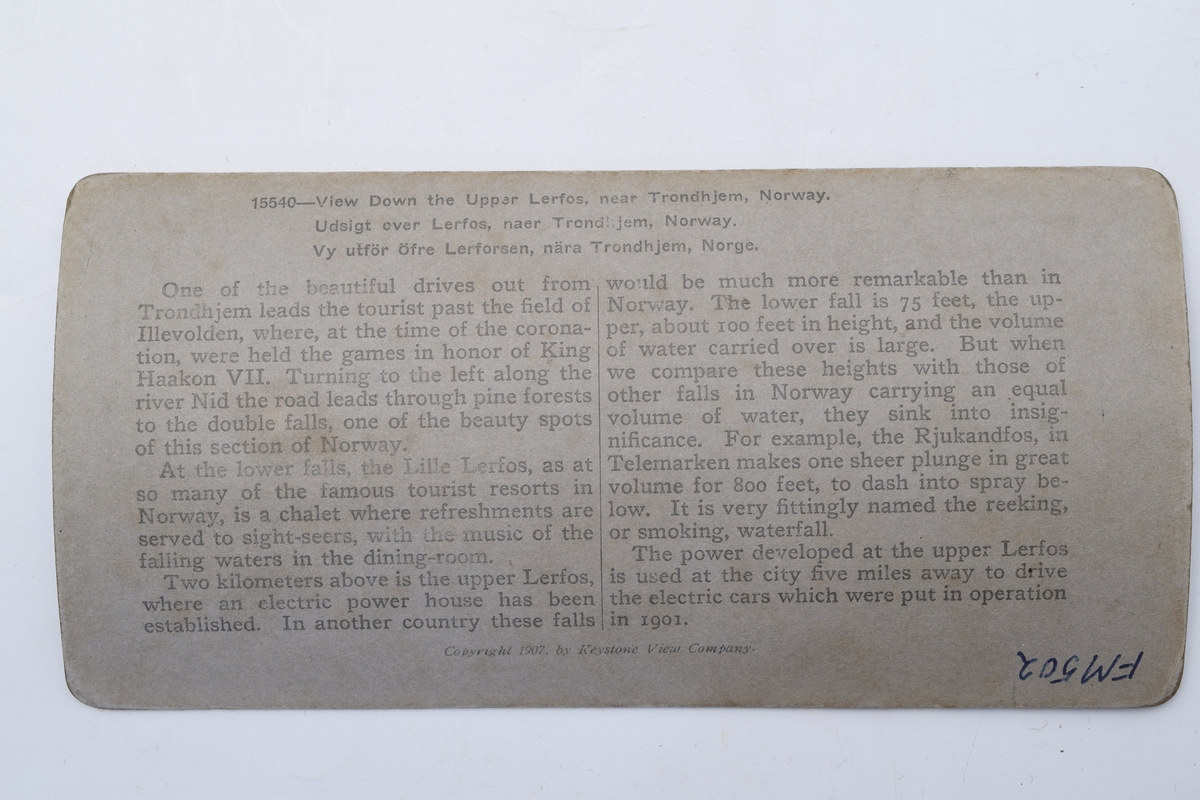 15540—View Down the Upper Lerfos, near Trondhjem, Norway.
Udsigt over Lerfos, naer Trondhjem, Norway.
Vy utför Öfre Lerforsen, nära Trondhjem, Norge.
One of the beautiful drives out from
Trondhjem leads the tourist past the field of
Illevolden, where, at the time of the corona-
tion, were held the games in honor of King
Haakon VII. Turning to the left along the
river Nid the road leads through pine forests
to the double falls, one of the beauty spots
of this section of Norway.
At the lower falls, the Lille Lerfos, as at
so many of the famous tourist resorts in
Norway, is a chalet where refreshments are
served to sight-seers, with the music of the
falling waters in the dining-room.
Two kilometers above is the upper Lerfos,
where an electric power house has been
established. In another country these falls
would be much more remarkable than in
Norway. The lower fall is 75 feet, the up-
per, about 100 feet in height, and the volume
of water carried over is large. But when
we compare these heights with those of
other falls in Norway carrying an equal
volume of water, they sink into insig-
nificance. For example, the Rjukandfos, in
Telemarken makes one sheer plunge in great
volume for 800 feet, to dash into spray be-
low. It is very fittingly named the reeking,
or smoking, waterfall.
The power developed at the upper Lerfos
is used at the city five miles away to drive
the electric cars which were put in operation
in 1901.
Copyright 1907, by Keystone View Company.
FM502